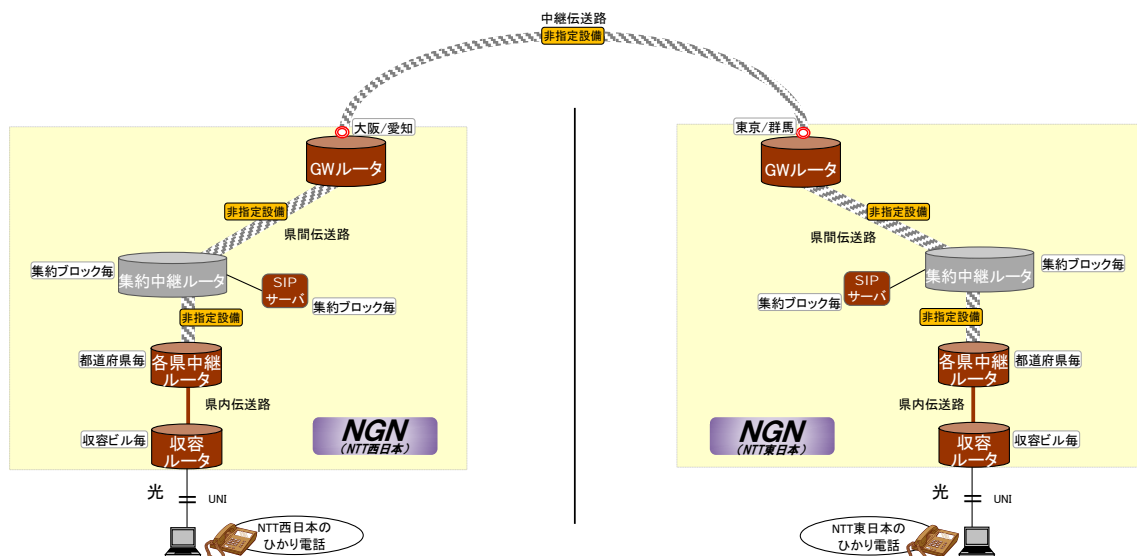 中継伝送路
非指定設備
大阪/愛知
GWルータ
非指定設備
県間伝送路
集約ブロック毎
集約中継ルータ
SIP
サーバ
集約ブロック毎
非指定設備
都道府県毎
各県中継
ルータ
県内伝送路
収容ビル毎
収容
ルータ
NGN
(NTT西日本)
光
UNI
NTT西日本の
ひかり電話
東京/群馬
GWルータ
非指定設備
県間伝送路
集約中継ルータ
集約ブロック毎
SIP
サーバ
集約ブロック毎
非指定設備
各県中継
ルータ
都道府県毎
県内伝送路
収容
ルータ
収容ビル毎
NGN
(NTT東日本)
光
UNI
NTT東日本の
ひかり電話